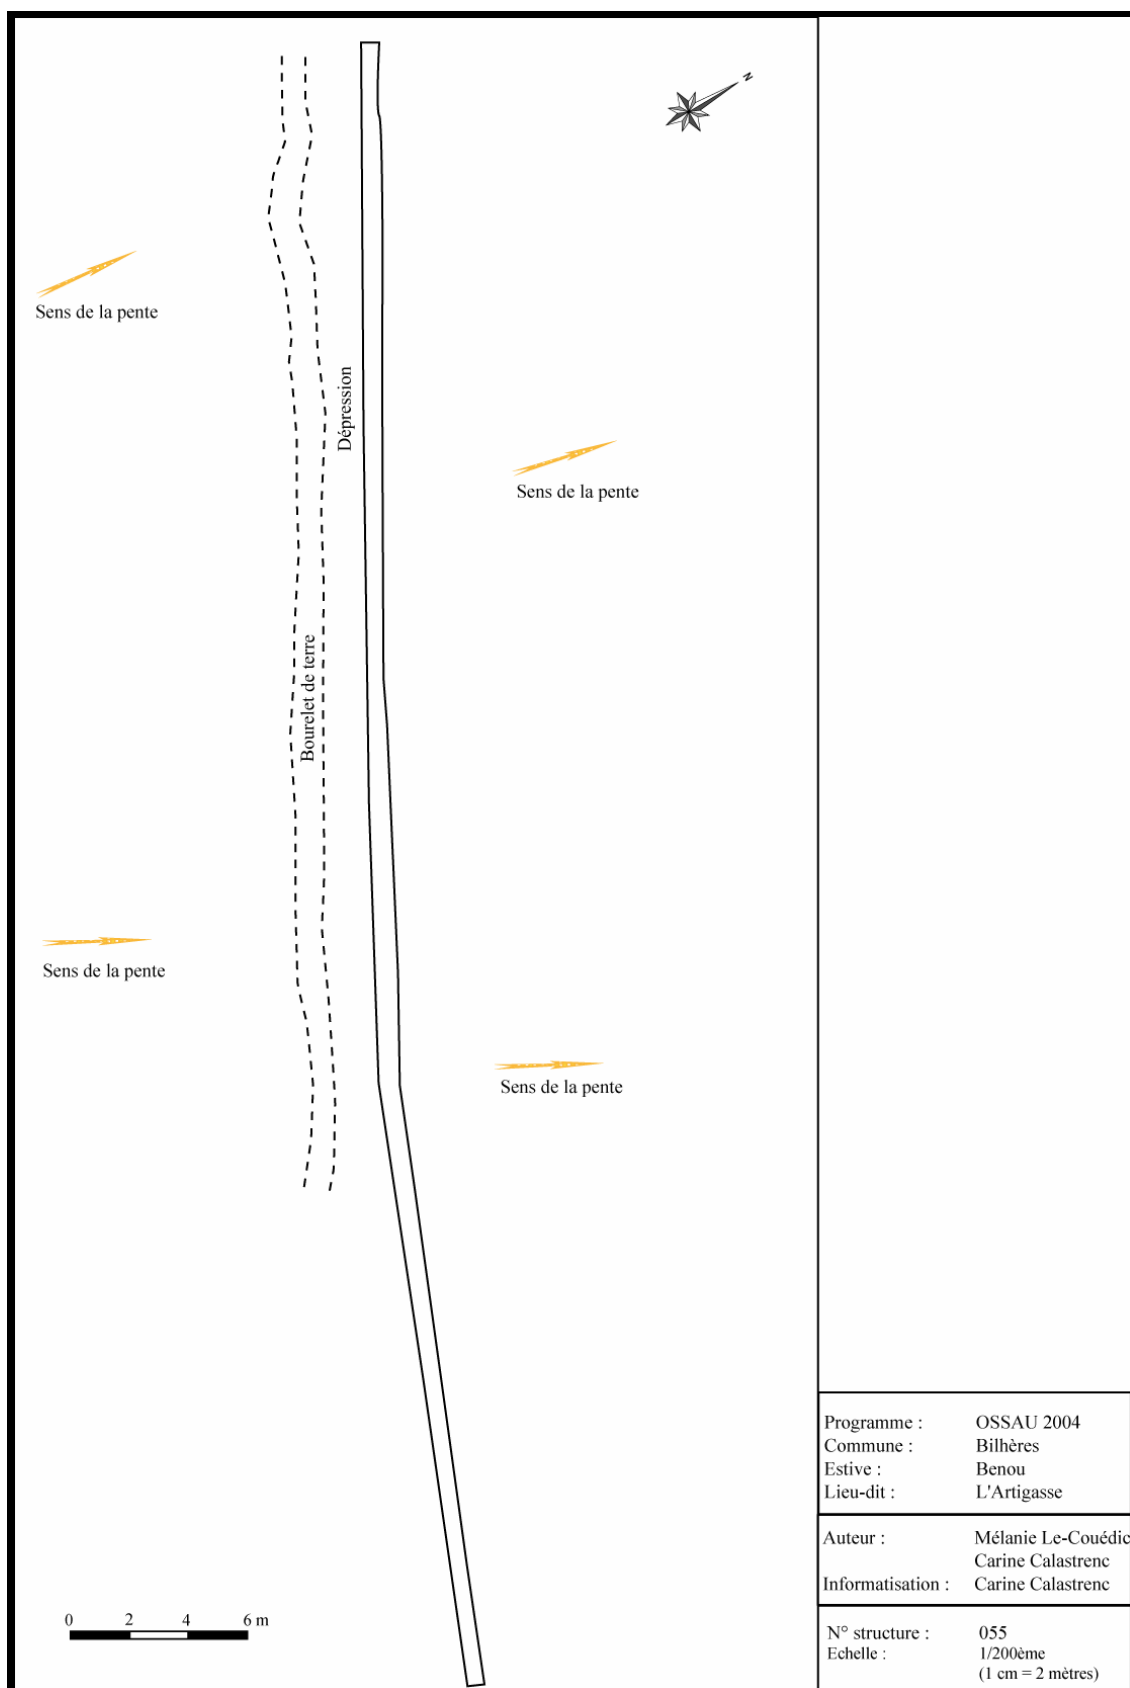 N
Sens de la pente
Dépression
Sens de la pente
Bourelet de terre
Sens de la pente
Sens de la pente
0 2 4 6 m
Programme : OSSAU 2004
Commune : Bilhères
Estive : Benou
Lieu-dit : L'Artigasse
Auteur : Mélanie Le-Couédic
Carine Calastrenc
Informatisation : Carine Calastrenc
N° structure : 055
Echelle : 1/200ème
(1 cm = 2 mètres)